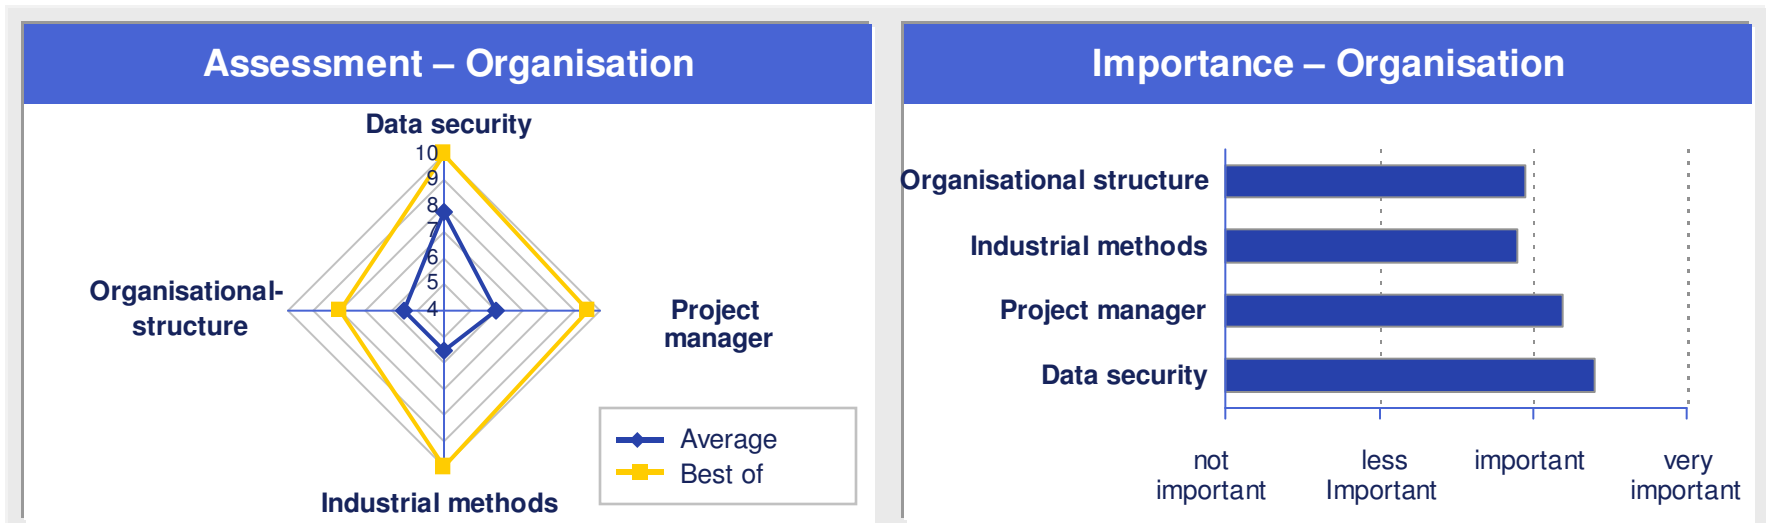 Assessment – Organisation
Data security
10
9
8
7
6
5
4
Organisational-
structure
Project
manager
Industrial methods
Average
Best of
Importance – Organisation
Organisational structure
Industrial methods
Project manager
Data security
not
important
less
Important
important
very
important